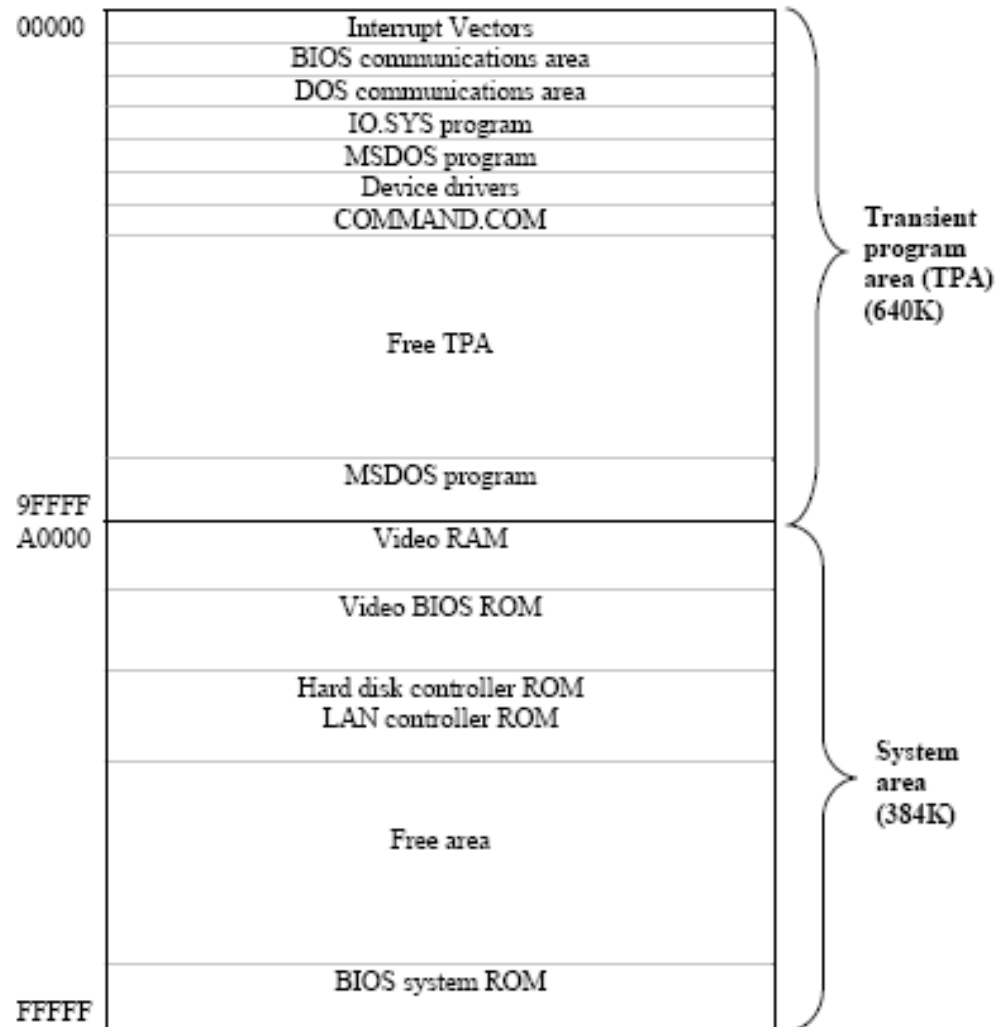 00000
Interrupt Vectors
BIOS communications area
DOS communications area
IO.SYS program
MSDOS program
Device drivers
COMMAND.COM
Free TPA
MSDOS program
Transient
program
area (TPA)
(640K)
9FFFF
A0000
Video RAM
Video BIOS ROM
Hard disk controller ROM
LAN controller ROM
Free area
BIOS system ROM
System
area
(384K)
FFFFF